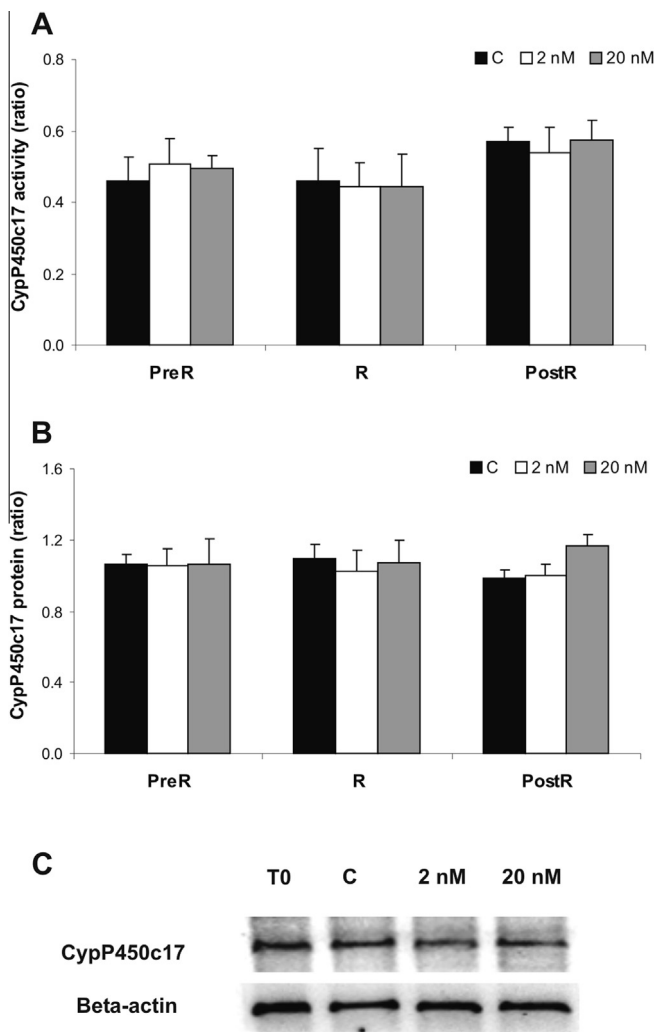 A
CypP450c17 activity (ratio)
C 2 nM 20 nM
0.8
0.6
0.4
0.2
0.0
PreR R PostR
B
CypP450c17 protein (ratio)
C 2 nM 20 nM
1.6
1.2
0.8
0.4
0.0
PreR R PostR
C
T0 C 2 nM 20 nM
CypP450c17
Beta-actin